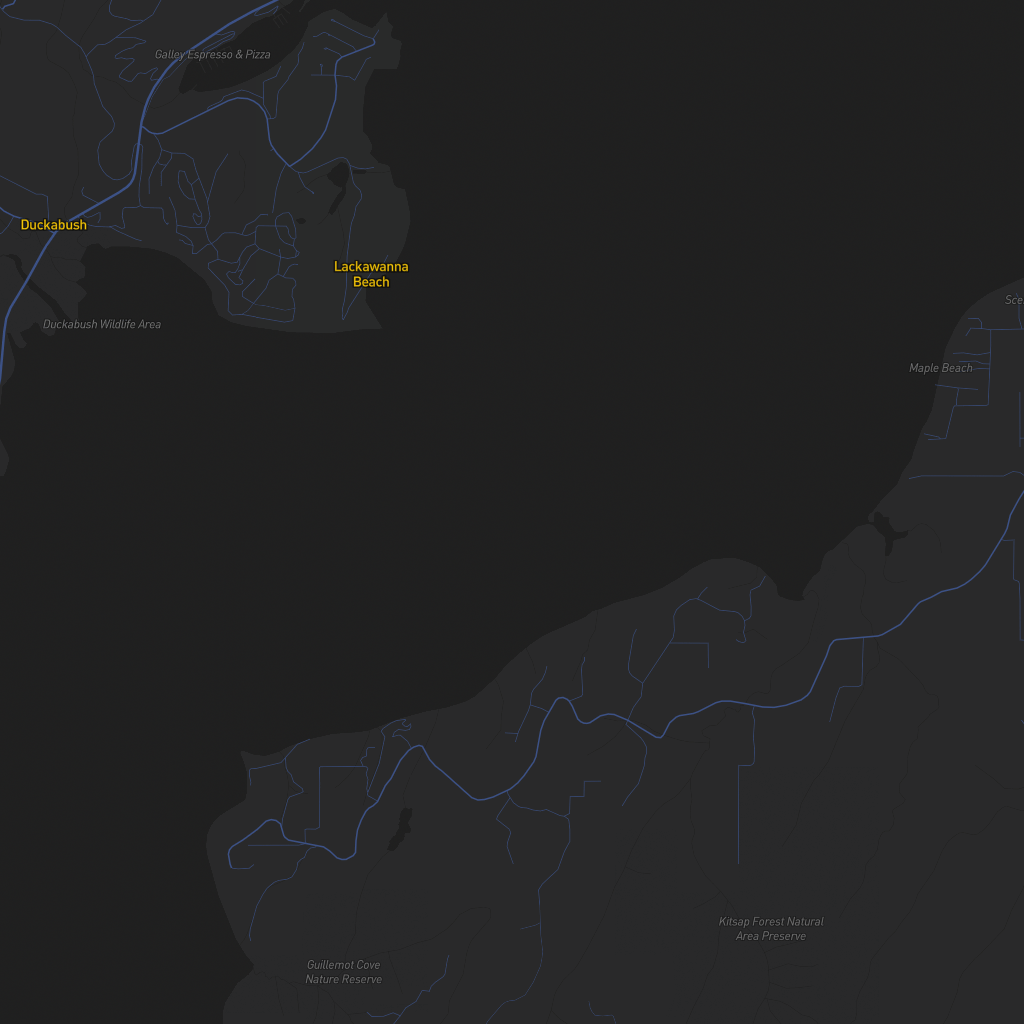 Galley Espresso & Pizza
Duckabush
Lackawanna
Beach
Duckabush Wildlife Area
Maple Beach
Kitsap Forest Natural
Area Preserve
Guillemot Cove
Nature Reserve